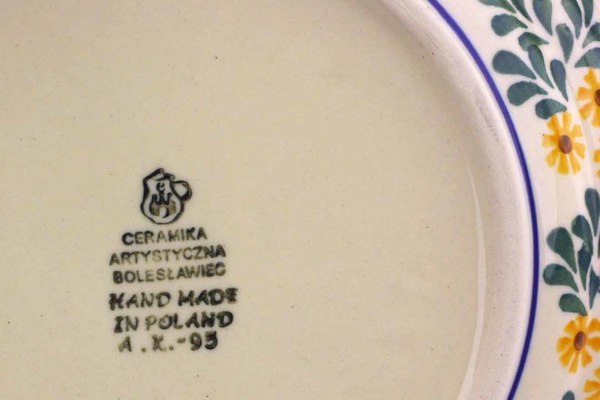 CERAMIKA
ARTYSTYCZNA
BOLESŁAWIEC
HAND MADE
IN POLAND
A.K.-95